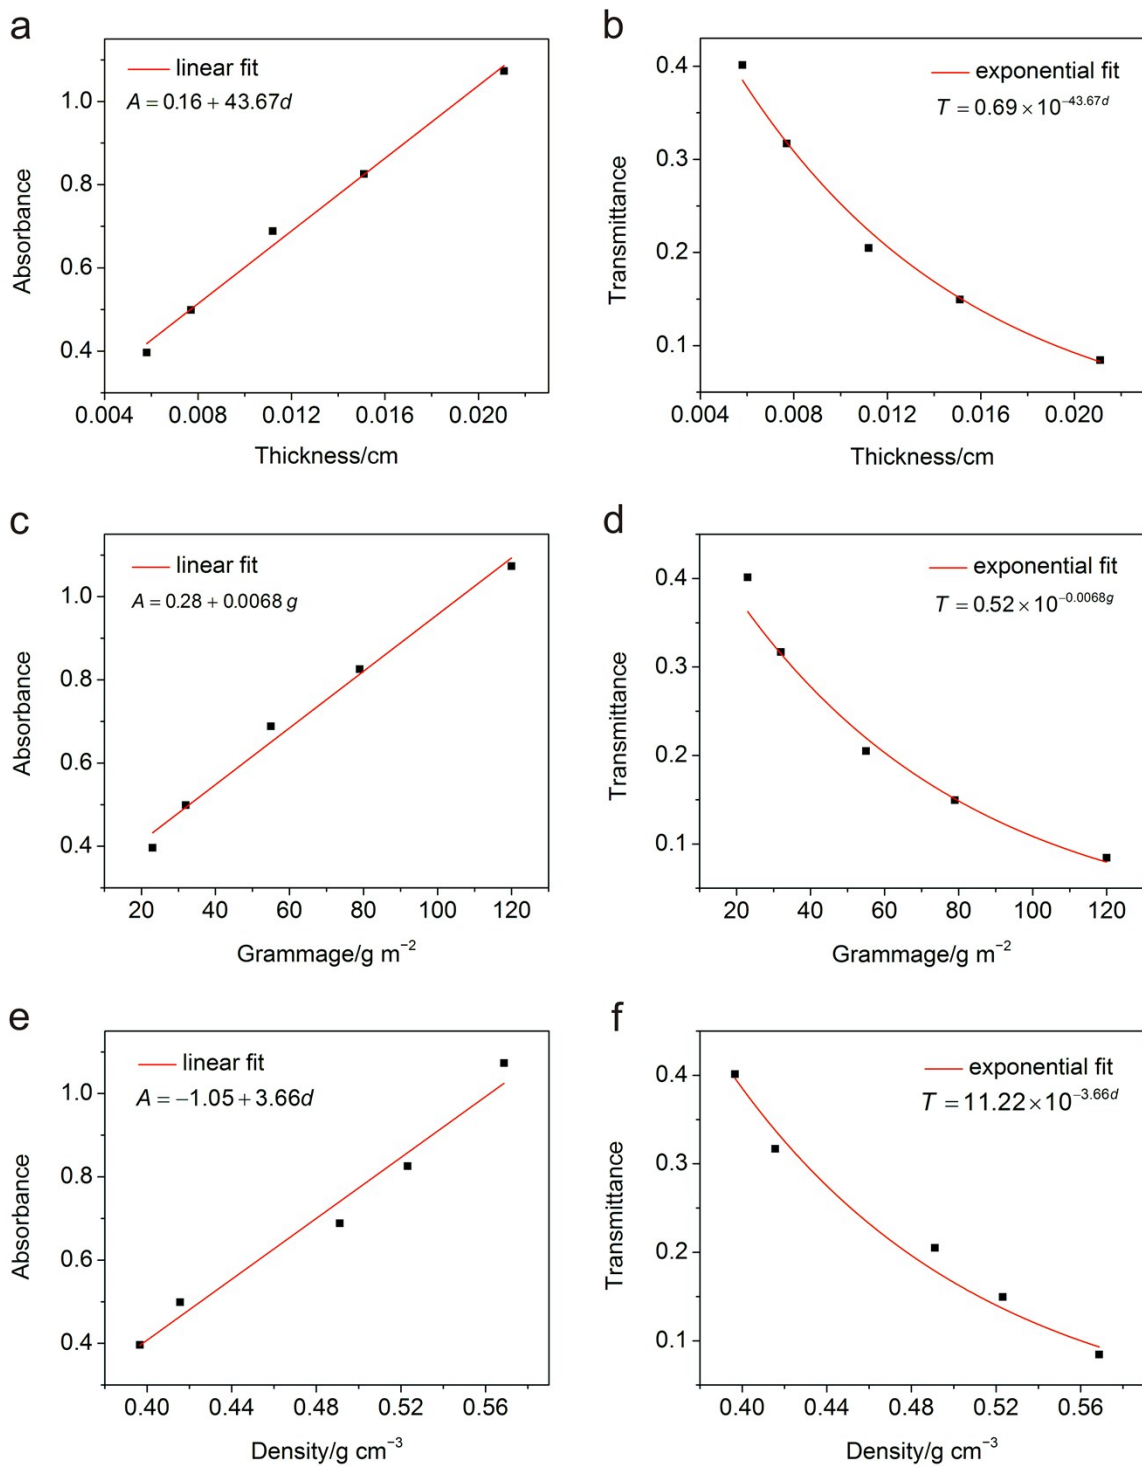 a
linear fit
A = 0.16 + 43.67d
1.0
0.8
0.6
0.4
Absorbance
0.004 0.008 0.012 0.016 0.020
Thickness/cm
b
exponential fit
T = 0.69 × 10^−43.67d
0.4
0.3
0.2
0.1
Transmittance
0.004 0.008 0.012 0.016 0.020
Thickness/cm
c
linear fit
A = 0.28 + 0.0068 g
1.0
0.8
0.6
0.4
Absorbance
20 40 60 80 100 120
Grammage/g m⁻²
d
exponential fit
T = 0.52 × 10^−0.0068g
0.4
0.3
0.2
0.1
Transmittance
20 40 60 80 100 120
Grammage/g m⁻²
e
linear fit
A = −1.05 + 3.66d
1.0
0.8
0.6
0.4
Absorbance
0.40 0.44 0.48 0.52 0.56
Density/g cm⁻³
f
exponential fit
T = 11.22 × 10^−3.66d
0.4
0.3
0.2
0.1
Transmittance
0.40 0.44 0.48 0.52 0.56
Density/g cm⁻³